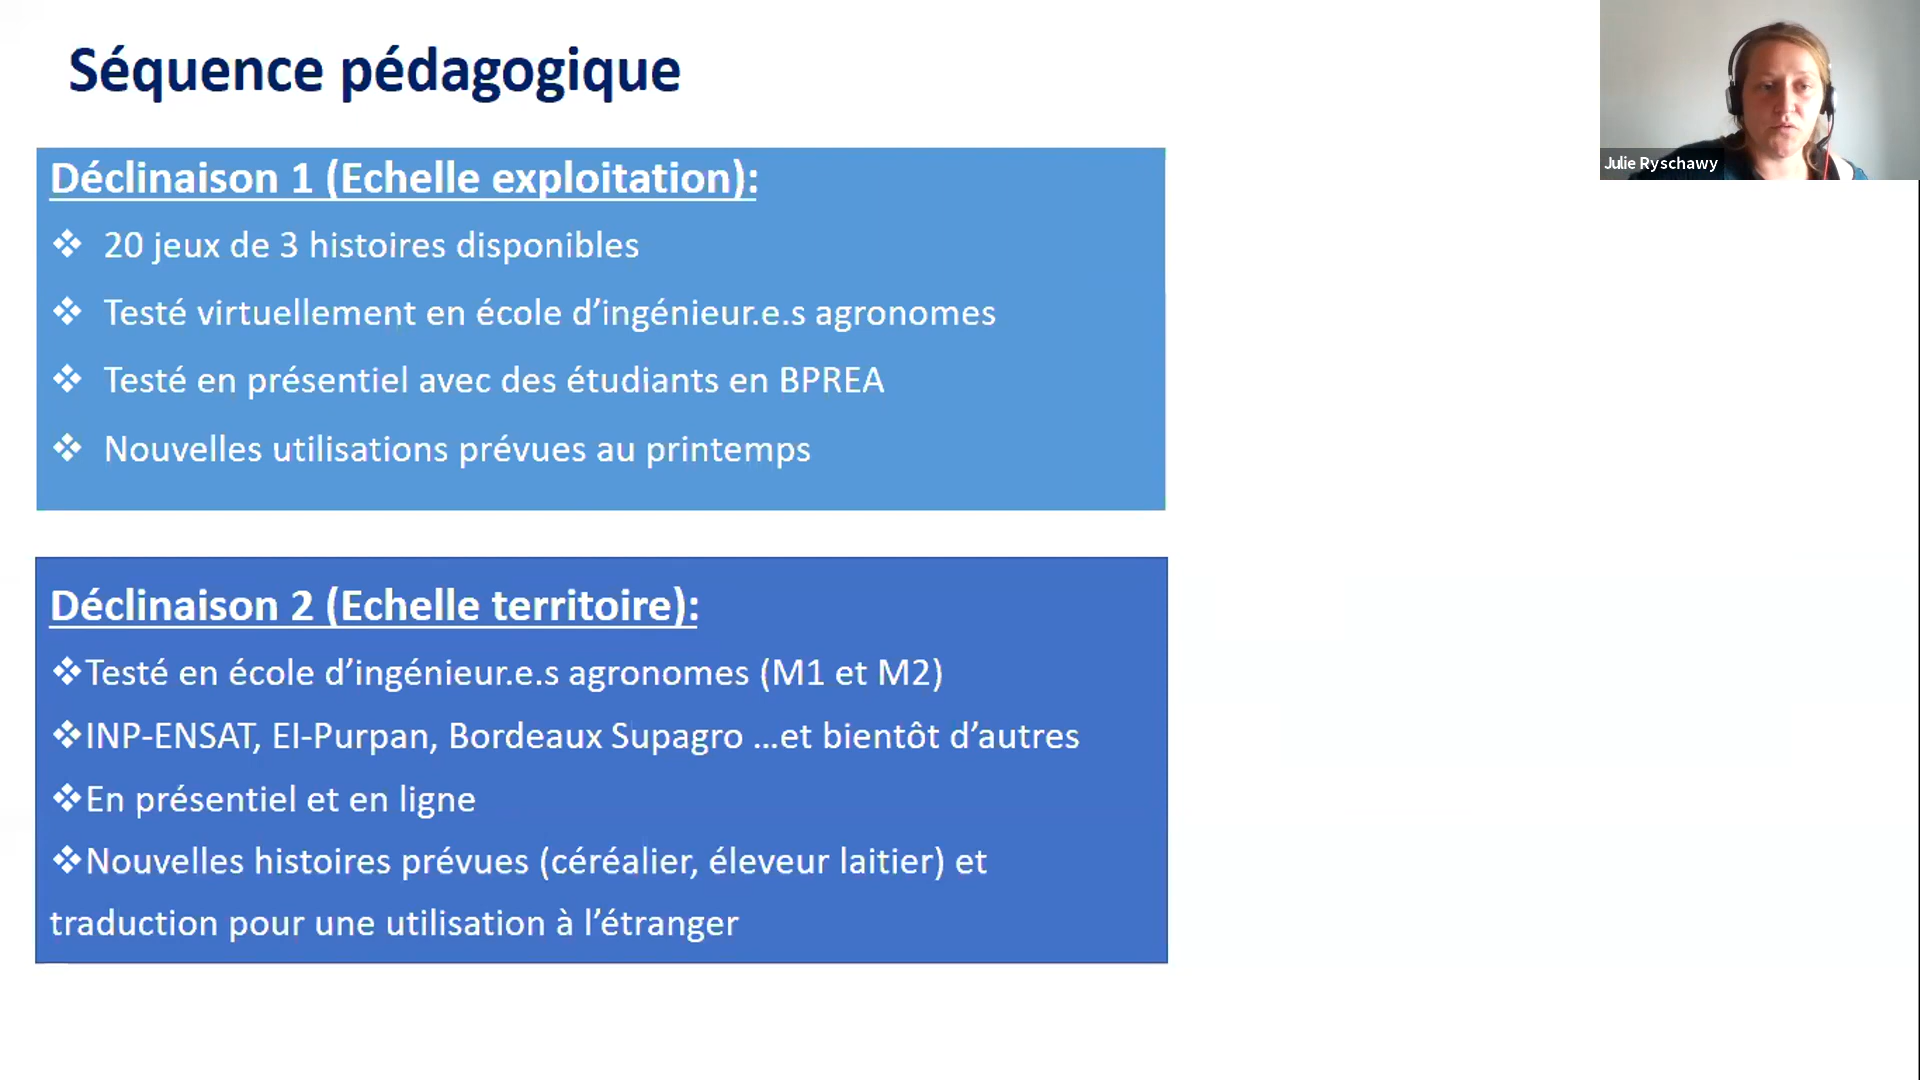 Séquence pédagogique
Julie Ryschawy
Déclinaison 1 (Echelle exploitation):
❖ 20 jeux de 3 histoires disponibles
❖ Testé virtuellement en école d’ingénieur.e.s agronomes
❖ Testé en présentiel avec des étudiants en BPREA
❖ Nouvelles utilisations prévues au printemps
Déclinaison 2 (Echelle territoire):
❖Testé en école d’ingénieur.e.s agronomes (M1 et M2)
❖INP-ENSAT, EI-Purpan, Bordeaux Supagro ...et bientôt d’autres
❖En présentiel et en ligne
❖Nouvelles histoires prévues (céréalier, éleveur laitier) et
traduction pour une utilisation à l’étranger